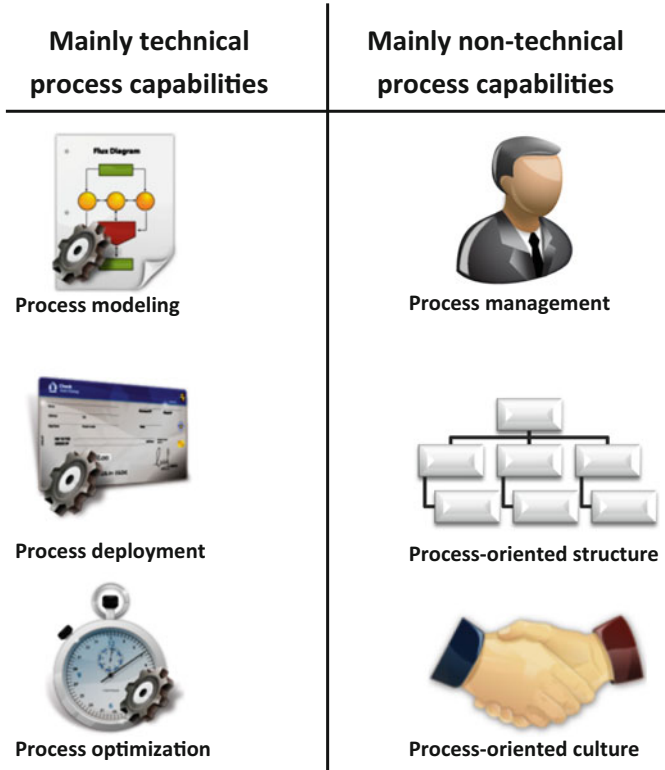 Mainly technical
process capabilities
Mainly non-technical
process capabilities
Flux Diagram
Process modeling
Process management
Check
Process deployment
Process-oriented structure
Process optimization
Process-oriented culture